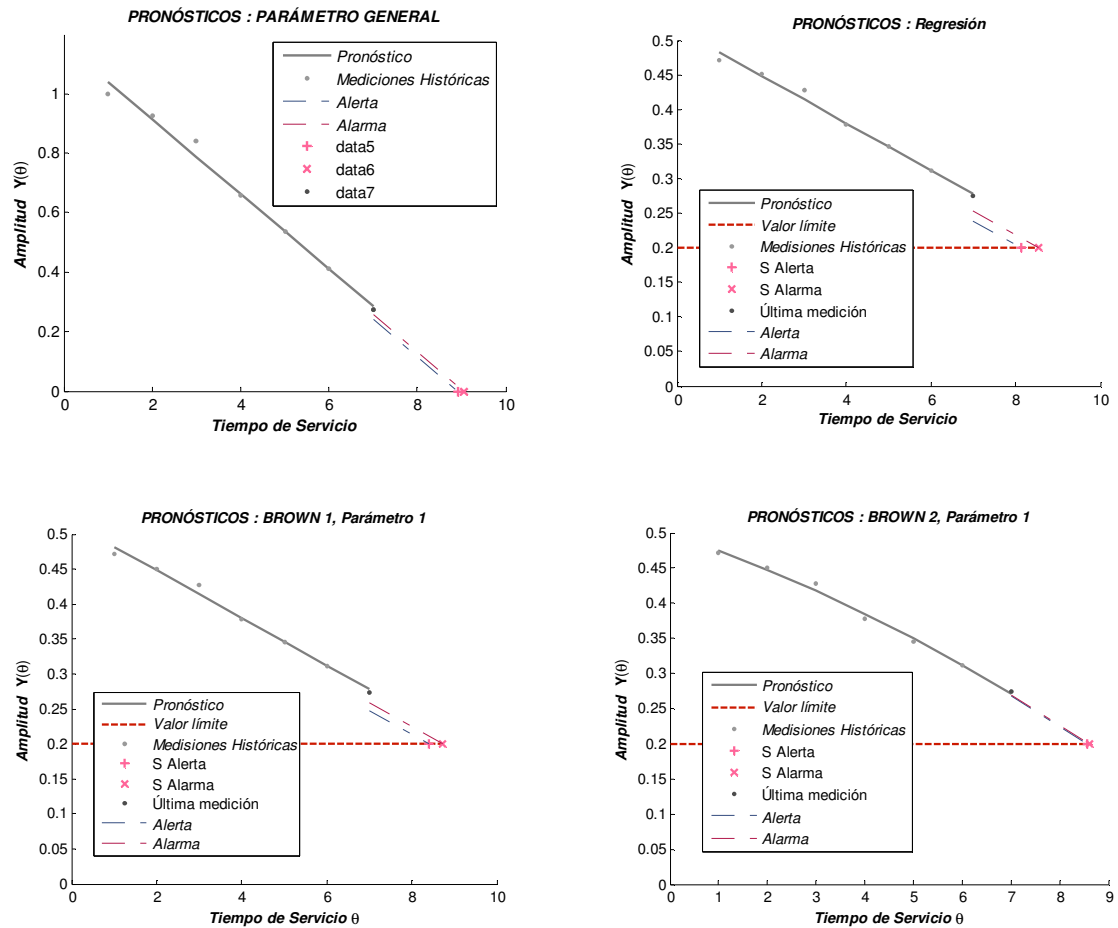 PRONÓSTICOS : PARÁMETRO GENERAL
Amplitud Y(θ)
1
0.8
0.6
0.4
0.2
0
Pronóstico
Mediciones Históricas
Alerta
Alarma
data5
data6
data7
0 2 4 6 8 10
Tiempo de Servicio
PRONÓSTICOS : Regresión
Amplitud Y(θ)
0.5
0.45
0.4
0.35
0.3
0.25
0.2
0.15
0.1
0.05
0
Pronóstico
Valor límite
Medisiones Históricas
S Alerta
S Alarma
Última medición
Alerta
Alarma
0 2 4 6 8 10
Tiempo de Servicio
PRONÓSTICOS : BROWN 1, Parámetro 1
Amplitud Y(θ)
0.5
0.45
0.4
0.35
0.3
0.25
0.2
0.15
0.1
0.05
0
Pronóstico
Valor límite
Medisiones Históricas
S Alerta
S Alarma
Última medición
Alerta
Alarma
0 2 4 6 8 10
Tiempo de Servicio θ
PRONÓSTICOS : BROWN 2, Parámetro 1
Amplitud Y(θ)
0.5
0.45
0.4
0.35
0.3
0.25
0.2
0.15
0.1
0.05
0
Pronóstico
Valor límite
Medisiones Históricas
S Alerta
S Alarma
Última medición
Alerta
Alarma
0 1 2 3 4 5 6 7 8 9
Tiempo de Servicio θ